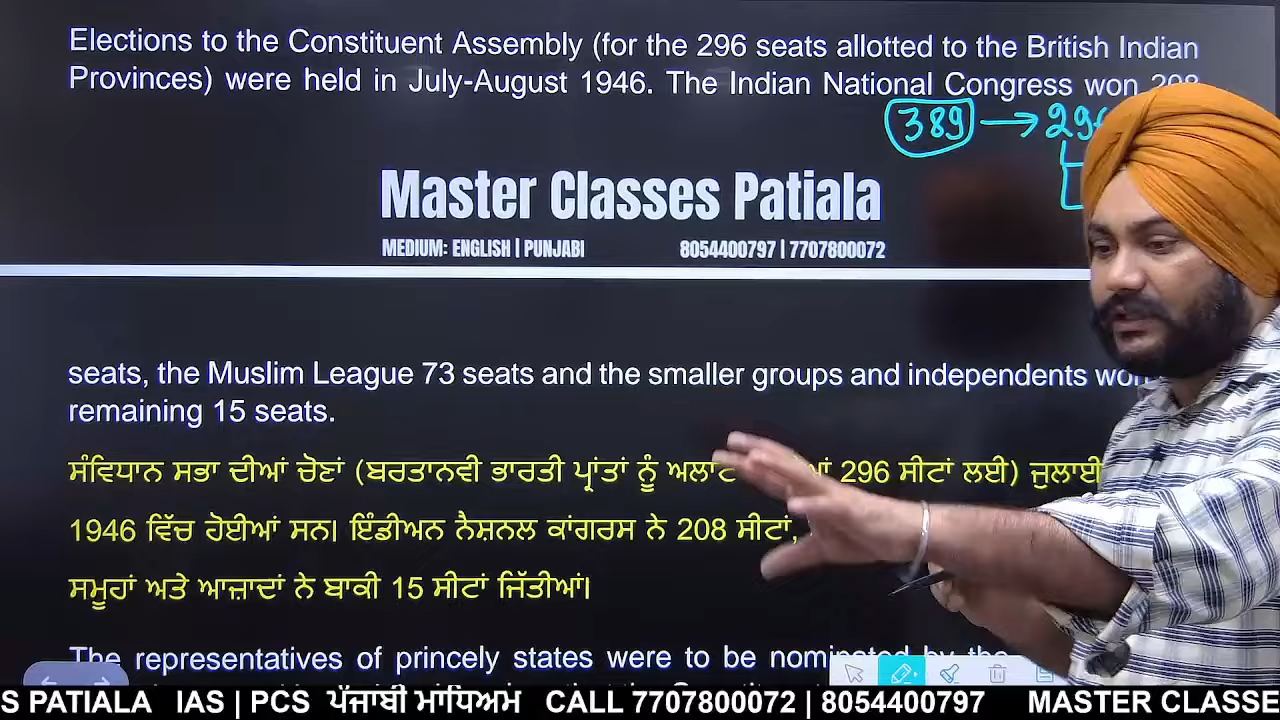 Elections to the Constituent Assembly (for the 296 seats allotted to the British Indian
Provinces) were held in July-August 1946. The Indian National Congress won 208
389 → 296
Master Classes Patiala
MEDIUM: ENGLISH | PUNJABI 8054400797 | 7707800072
seats, the Muslim League 73 seats and the smaller groups and independents won
remaining 15 seats.
ਸੰਵਿਧਾਨ ਸਭਾ ਦੀਆਂ ਚੋਣਾਂ (ਬਰਤਾਨਵੀ ਭਾਰਤੀ ਪ੍ਰਾਂਤਾਂ ਨੂੰ ਅਲਾਟ 296 ਸੀਟਾਂ ਲਈ) ਜੁਲਾਈ
1946 ਵਿੱਚ ਹੋਈਆਂ ਸਨ। ਇੰਡੀਅਨ ਨੈਸ਼ਨਲ ਕਾਂਗਰਸ ਨੇ 208 ਸੀਟਾਂ,
ਸਮੂਹਾਂ ਅਤੇ ਆਜ਼ਾਦਾਂ ਨੇ ਬਾਕੀ 15 ਸੀਟਾਂ ਜਿੱਤੀਆਂ।
The representatives of princely states were to be nominated by the
S PATIALA IAS | PCS ਪੰਜਾਬੀ ਮਾਧਿਅਮ CALL 7707800072 | 8054400797 MASTER CLASSE